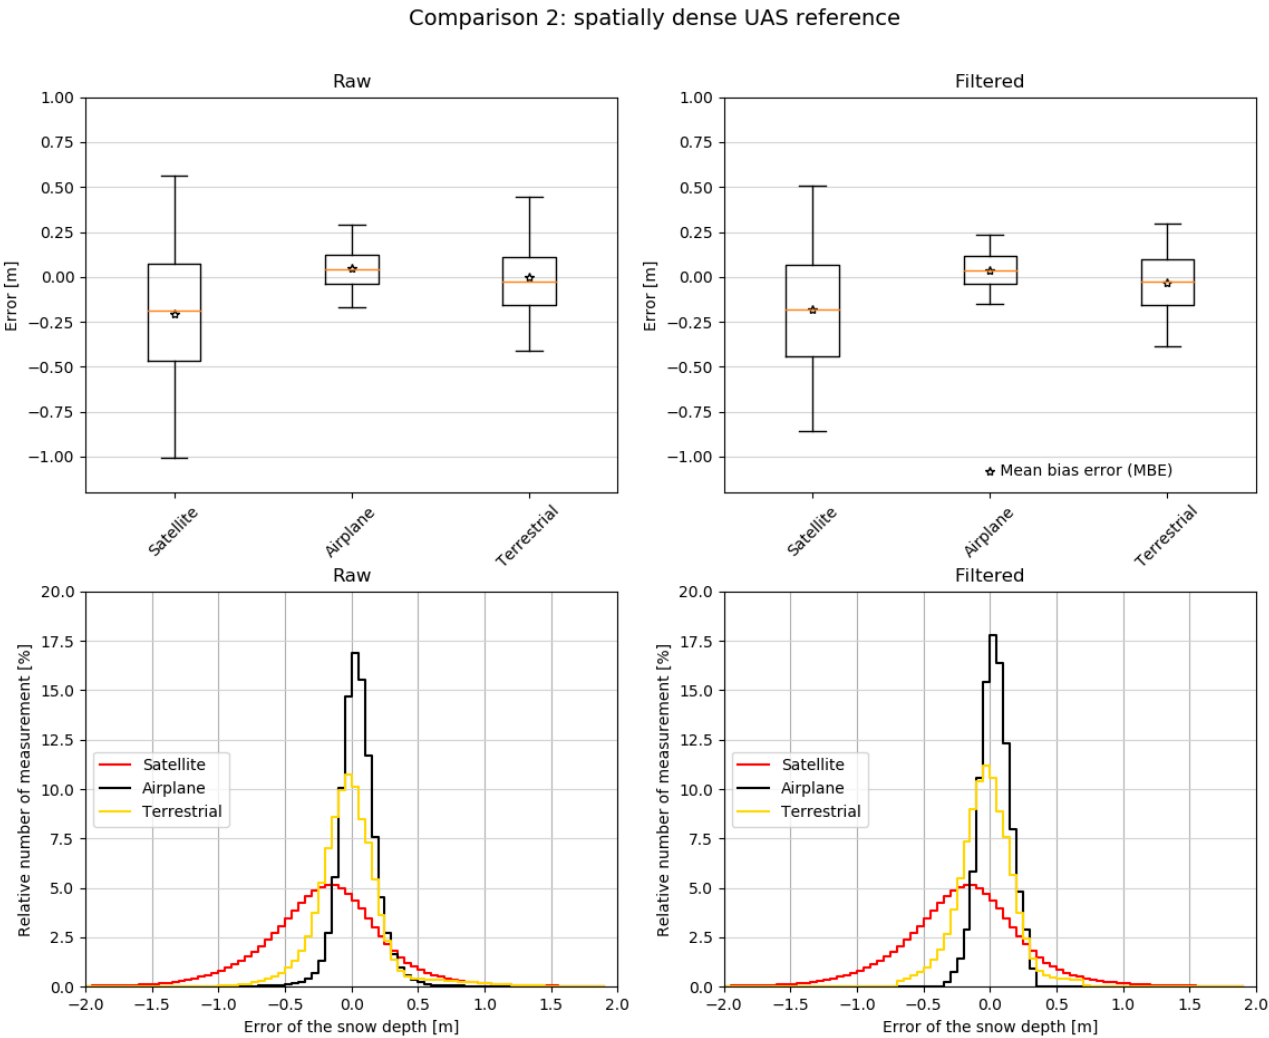 Comparison 2: spatially dense UAS reference
Raw
1.00
0.75
0.50
0.25
0.00
−0.25
−0.50
−0.75
−1.00
Error [m]
Satellite
Airplane
Terrestrial
Filtered
1.00
0.75
0.50
0.25
0.00
−0.25
−0.50
−0.75
−1.00
Error [m]
Mean bias error (MBE)
Satellite
Airplane
Terrestrial
Raw
20.0
17.5
15.0
12.5
10.0
7.5
5.0
2.5
0.0
Relative number of measurement [%]
Satellite
Airplane
Terrestrial
−2.0 −1.5 −1.0 −0.5 0.0 0.5 1.0 1.5 2.0
Error of the snow depth [m]
Filtered
20.0
17.5
15.0
12.5
10.0
7.5
5.0
2.5
0.0
Relative number of measurement [%]
Satellite
Airplane
Terrestrial
−2.0 −1.5 −1.0 −0.5 0.0 0.5 1.0 1.5 2.0
Error of the snow depth [m]